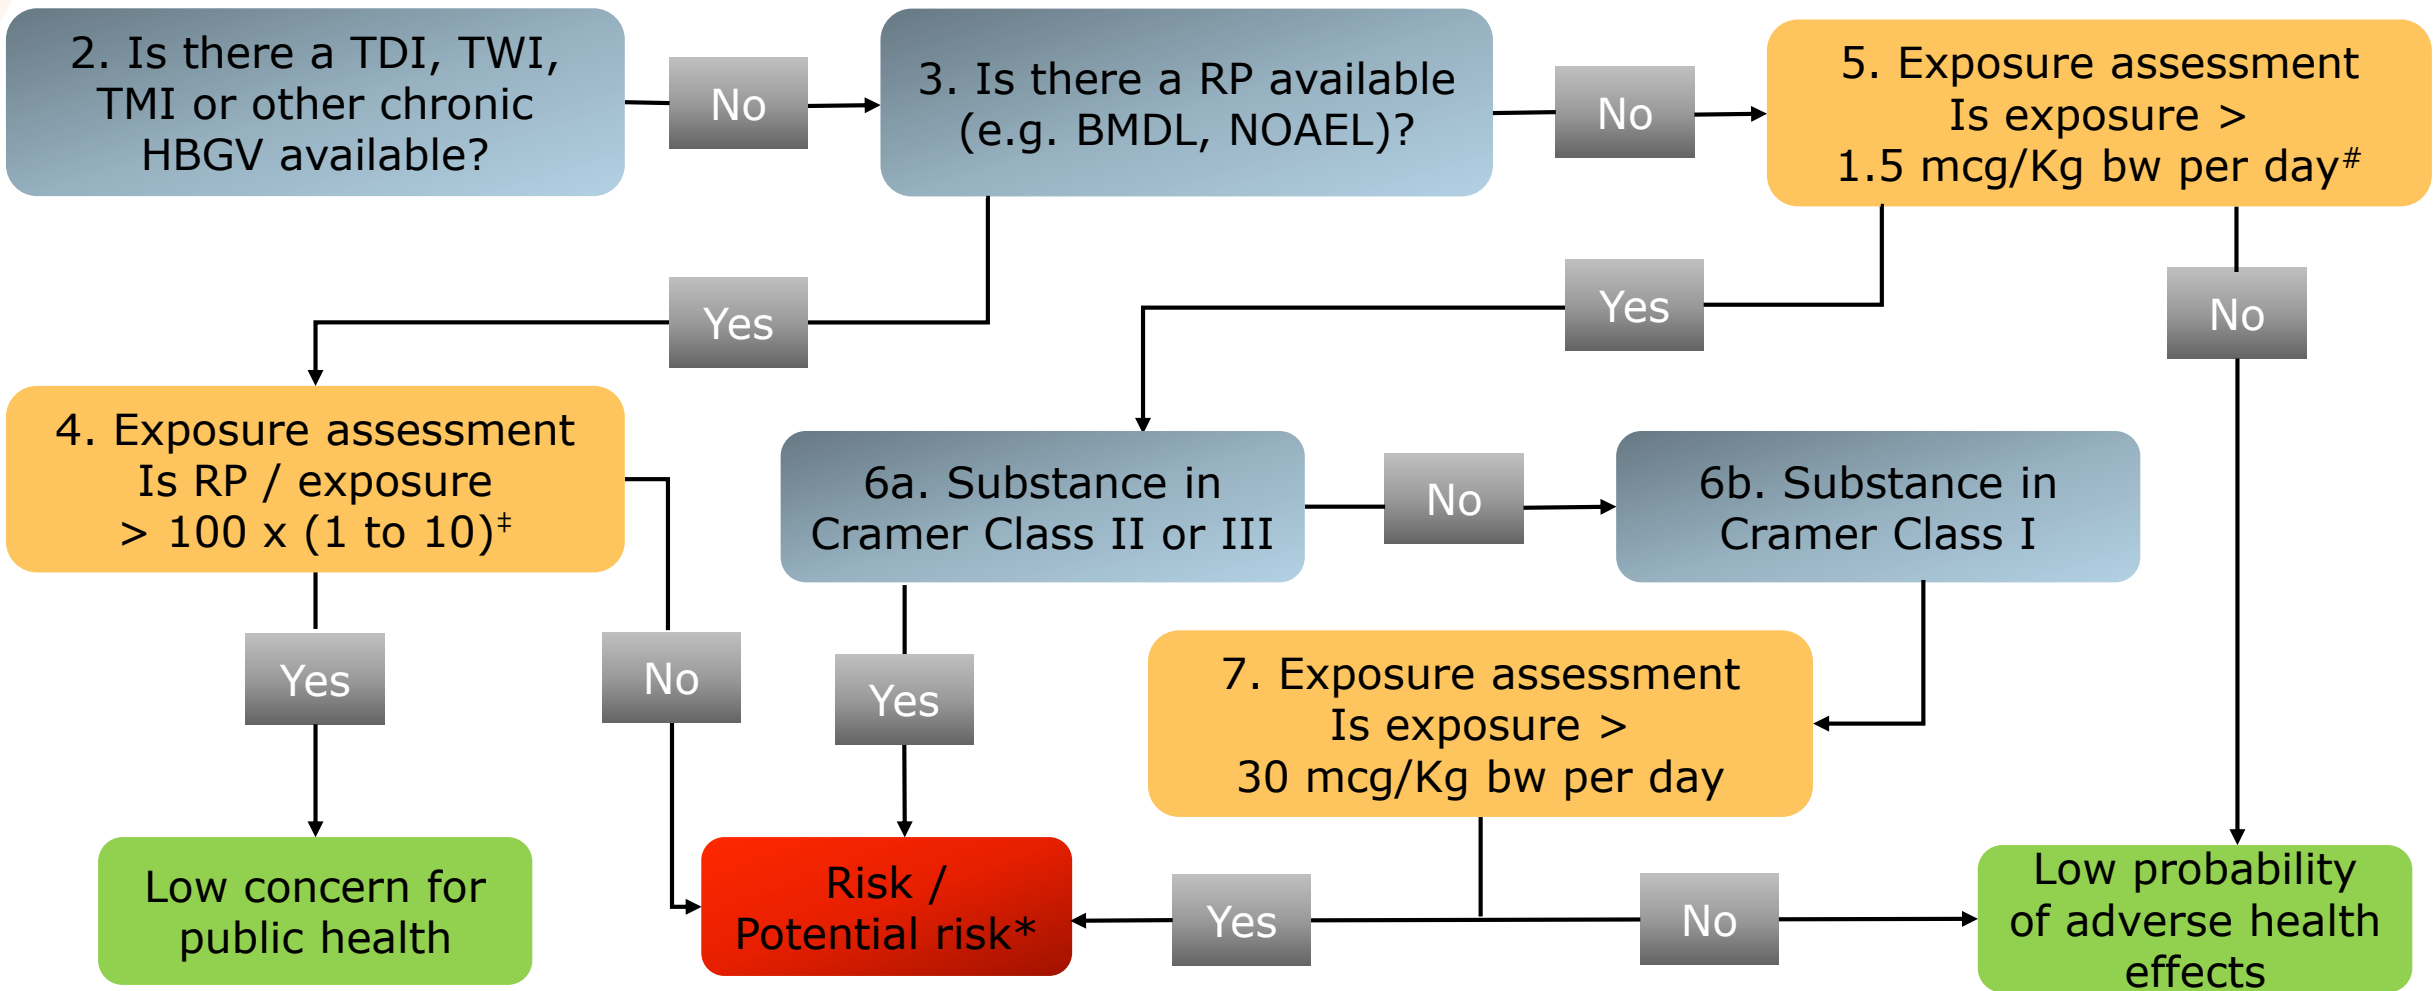 2. Is there a TDI, TWI,
TMI or other chronic
HBGV available?
No
3. Is there a RP available
(e.g. BMDL, NOAEL)?
No
5. Exposure assessment
Is exposure >
1.5 mcg/Kg bw per day#
Yes
Yes
No
4. Exposure assessment
Is RP / exposure
> 100 x (1 to 10)‡
6a. Substance in
Cramer Class II or III
No
6b. Substance in
Cramer Class I
Yes
No
Yes
7. Exposure assessment
Is exposure >
30 mcg/Kg bw per day
Low concern for
public health
Risk /
Potential risk*
Yes
No
Low probability
of adverse health
effects